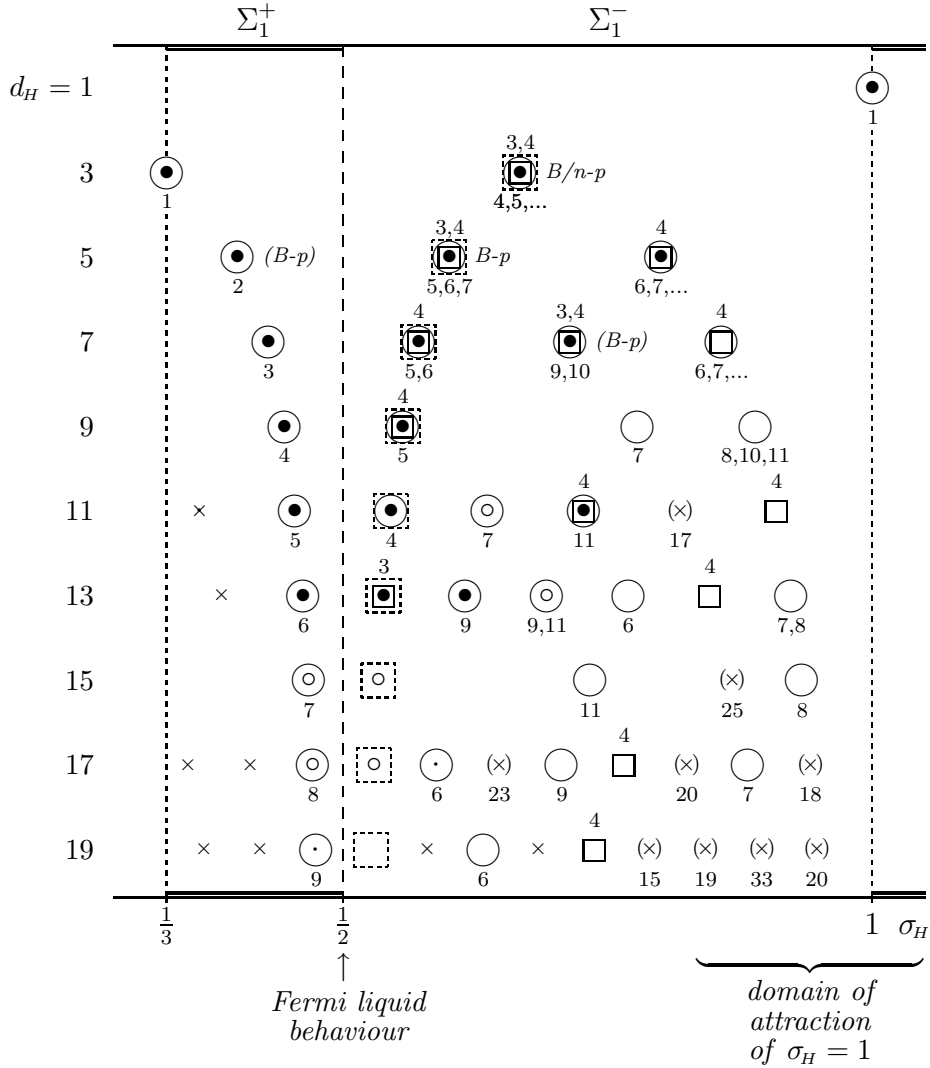 Σ₁⁺ Σ₁⁻
d_H = 1
1
3,4
3 B/n-p
1 4,5,...
3,4 4
5 (B-p) B-p
2 5,6,7 6,7,...
4 3,4 4
7 (B-p)
3 5,6 9,10 6,7,...
4
9
4 5 7 8,10,11
4 4
11 × (×)
5 4 7 11 17
3 4
13 ×
6 9 9,11 6 7,8
15 (×)
7 11 25 8
4
17 × × (×) (×) (×)
8 6 23 9 20 7 18
4
19 × × × × (×) (×) (×) (×)
9 6 15 19 33 20
1/3 1/2 1 σ_H
↑
Fermi liquid
behaviour
domain of
attraction
of σ_H = 1